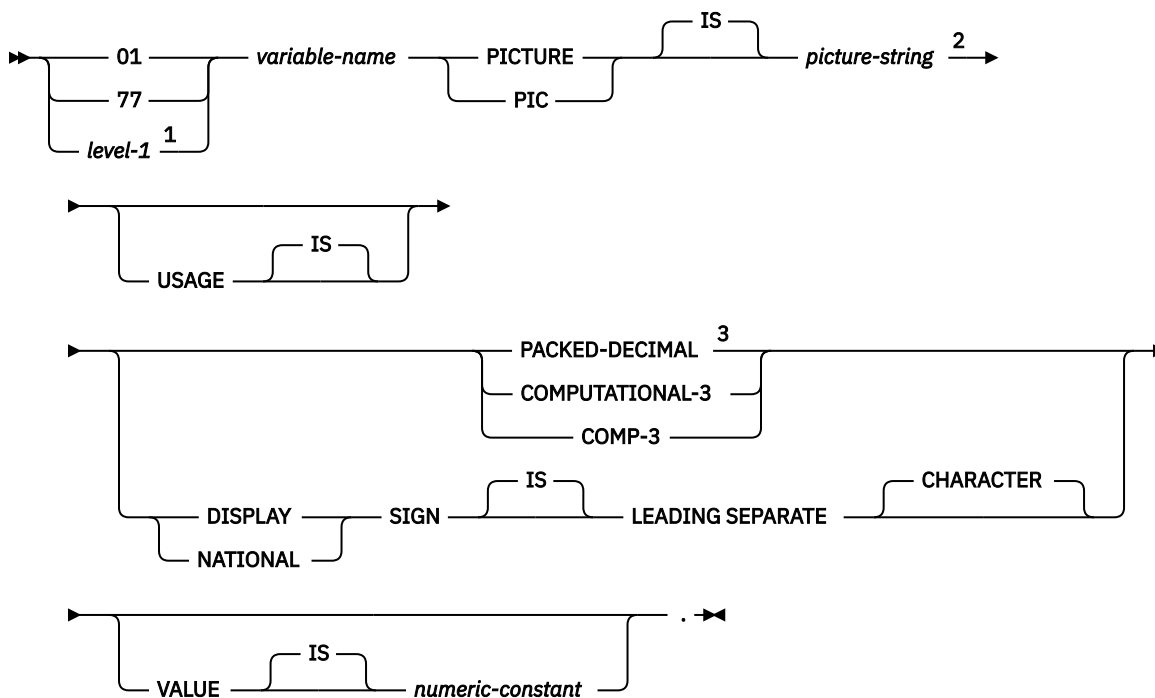 IS
01 variable-name PICTURE picture-string 2
77 PIC
level-1 1
IS
USAGE
PACKED-DECIMAL 3
COMPUTATIONAL-3
COMP-3
IS CHARACTER
DISPLAY SIGN LEADING SEPARATE
NATIONAL
.
IS
VALUE numeric-constant